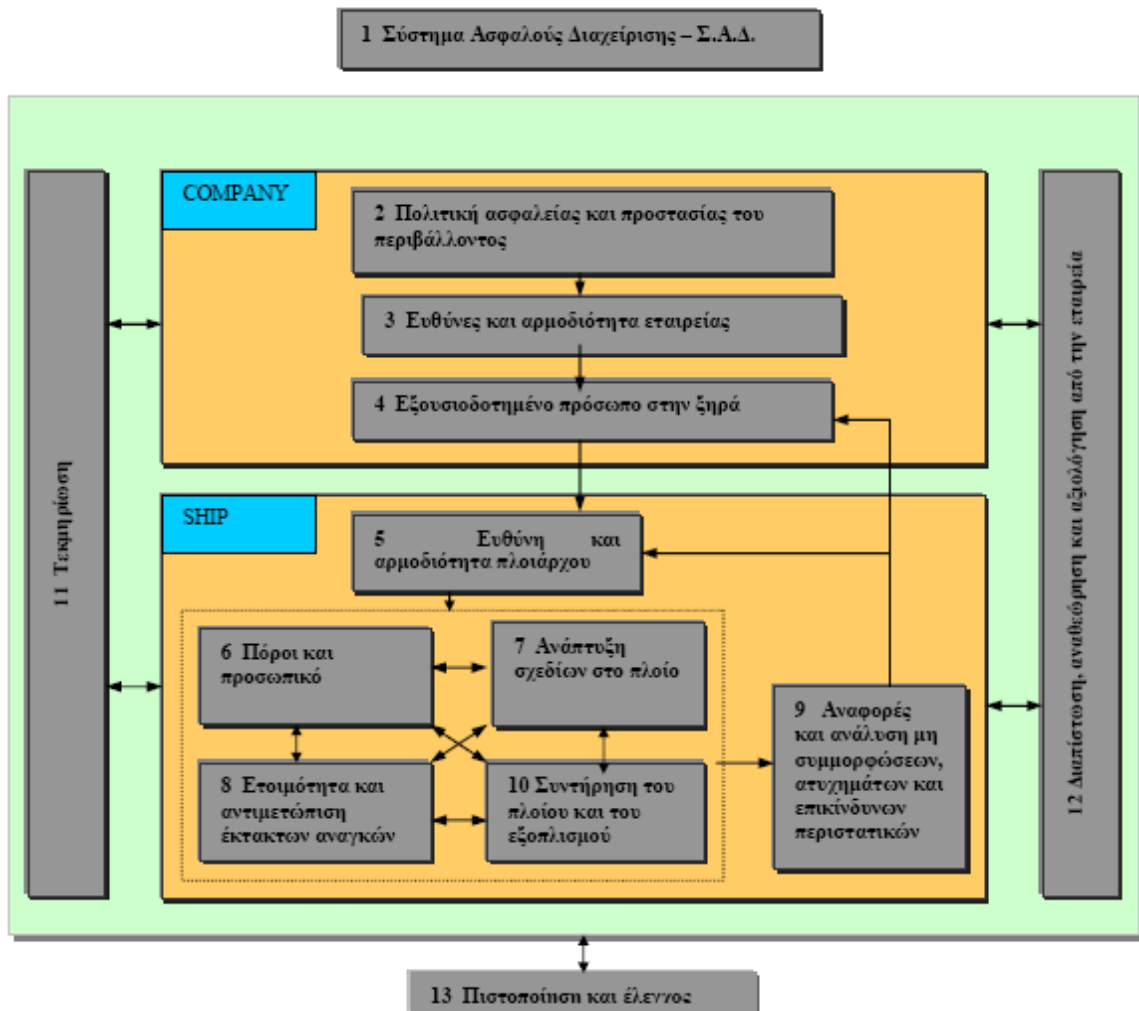 1 Σύστημα Ασφαλούς Διαχείρισης – Σ.Α.Δ.
COMPANY
2 Πολιτική ασφαλείας και προστασίας του
περιβάλλοντος
3 Ευθύνες και αρμοδιότητα εταιρείας
4 Εξουσιοδοτημένο πρόσωπο στην ξηρά
SHIP
5 Ευθύνη και
αρμοδιότητα πλοιάρχου
6 Πόροι και
προσωπικό
7 Ανάπτυξη
σχεδίων στο πλοίο
8 Ετοιμότητα και
αντιμετώπιση
έκτακτων αναγκών
10 Συντήρηση του
πλοίου και του
εξοπλισμού
9 Αναφορές
και ανάλυση μη
συμμορφώσεων,
ατυχημάτων και
επικίνδυνων
περιστατικών
11 Τεκμηρίωση
12 Διαπίστωση, αναθεόρηση και αξιολόγηση από την εταιρεία
13 Πιστοποίηση και έλεγχος